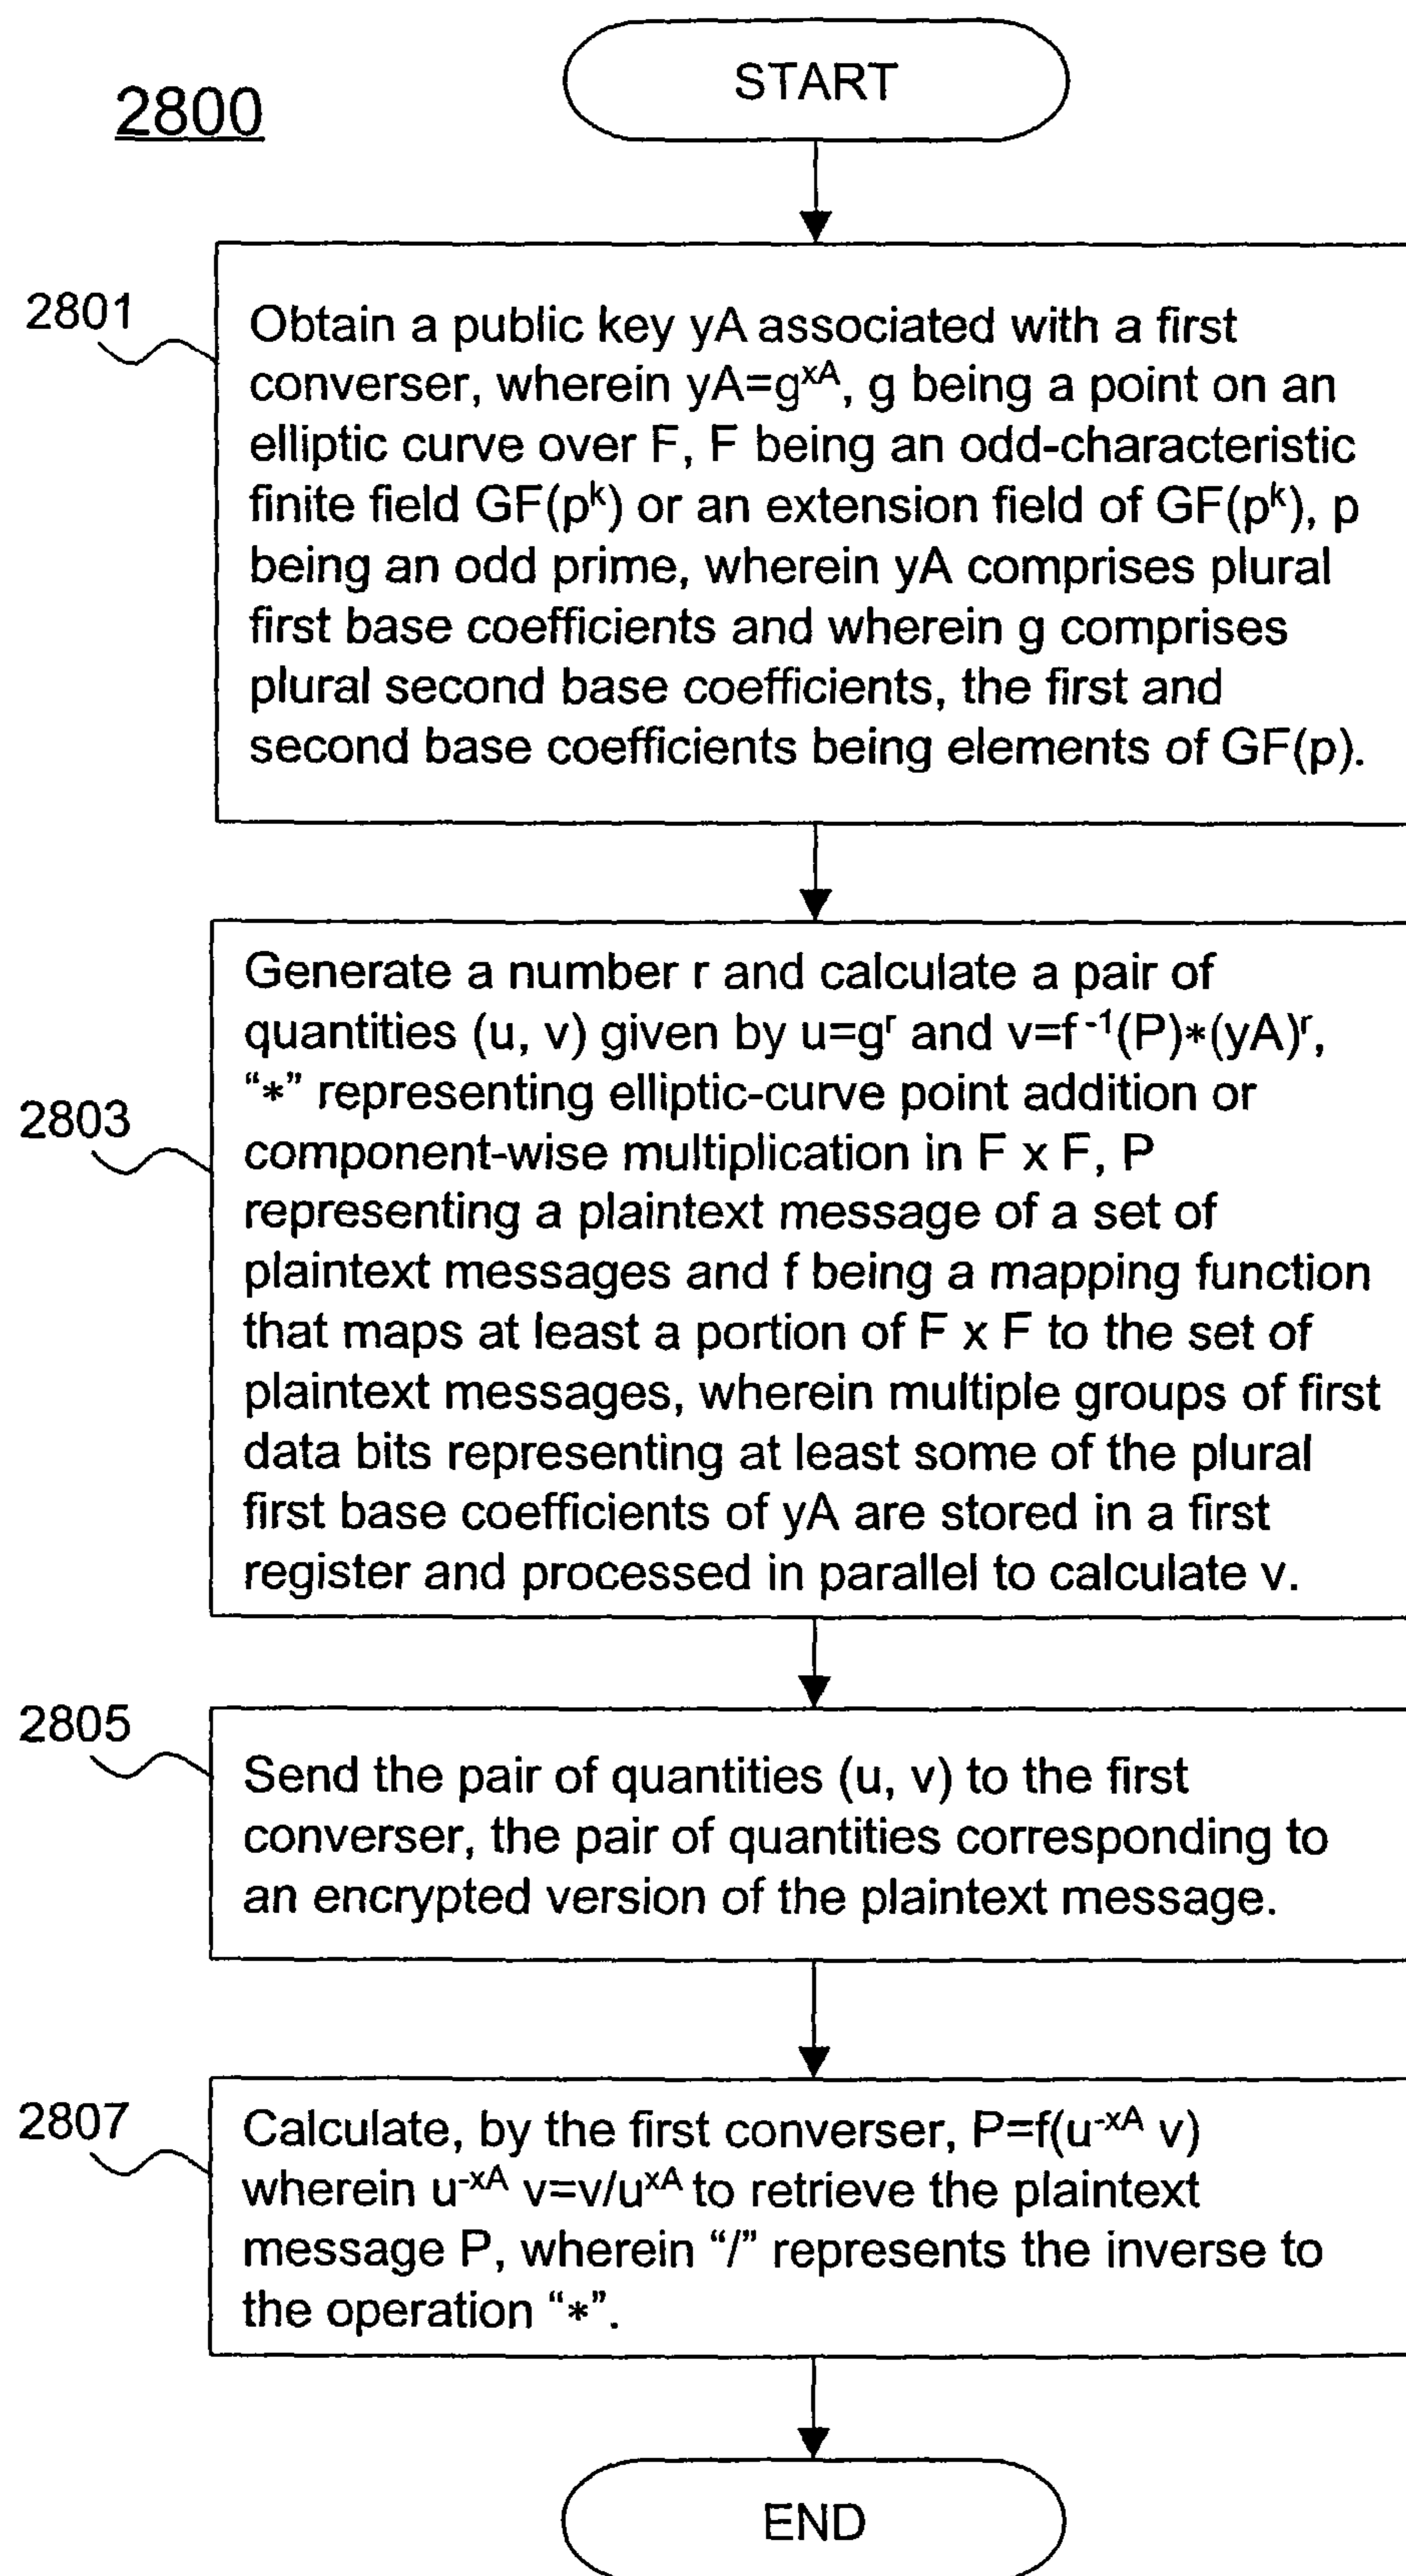 START
2800
2801
Obtain a public key yA associated with a first
converser, wherein yA=g^xA, g being a point on an
elliptic curve over F, F being an odd-characteristic
finite field GF(p^k) or an extension field of GF(p^k), p
being an odd prime, wherein yA comprises plural
first base coefficients and wherein g comprises
plural second base coefficients, the first and
second base coefficients being elements of GF(p).
2803
Generate a number r and calculate a pair of
quantities (u, v) given by u=g^r and v=f^-1(P)*(yA)^r,
“*” representing elliptic-curve point addition or
component-wise multiplication in F x F, P
representing a plaintext message of a set of
plaintext messages and f being a mapping function
that maps at least a portion of F x F to the set of
plaintext messages, wherein multiple groups of first
data bits representing at least some of the plural
first base coefficients of yA are stored in a first
register and processed in parallel to calculate v.
2805
Send the pair of quantities (u, v) to the first
converser, the pair of quantities corresponding to
an encrypted version of the plaintext message.
2807
Calculate, by the first converser, P=f(u^-xA v)
wherein u^-xA v=v/u^xA to retrieve the plaintext
message P, wherein “/” represents the inverse to
the operation “*”.
END